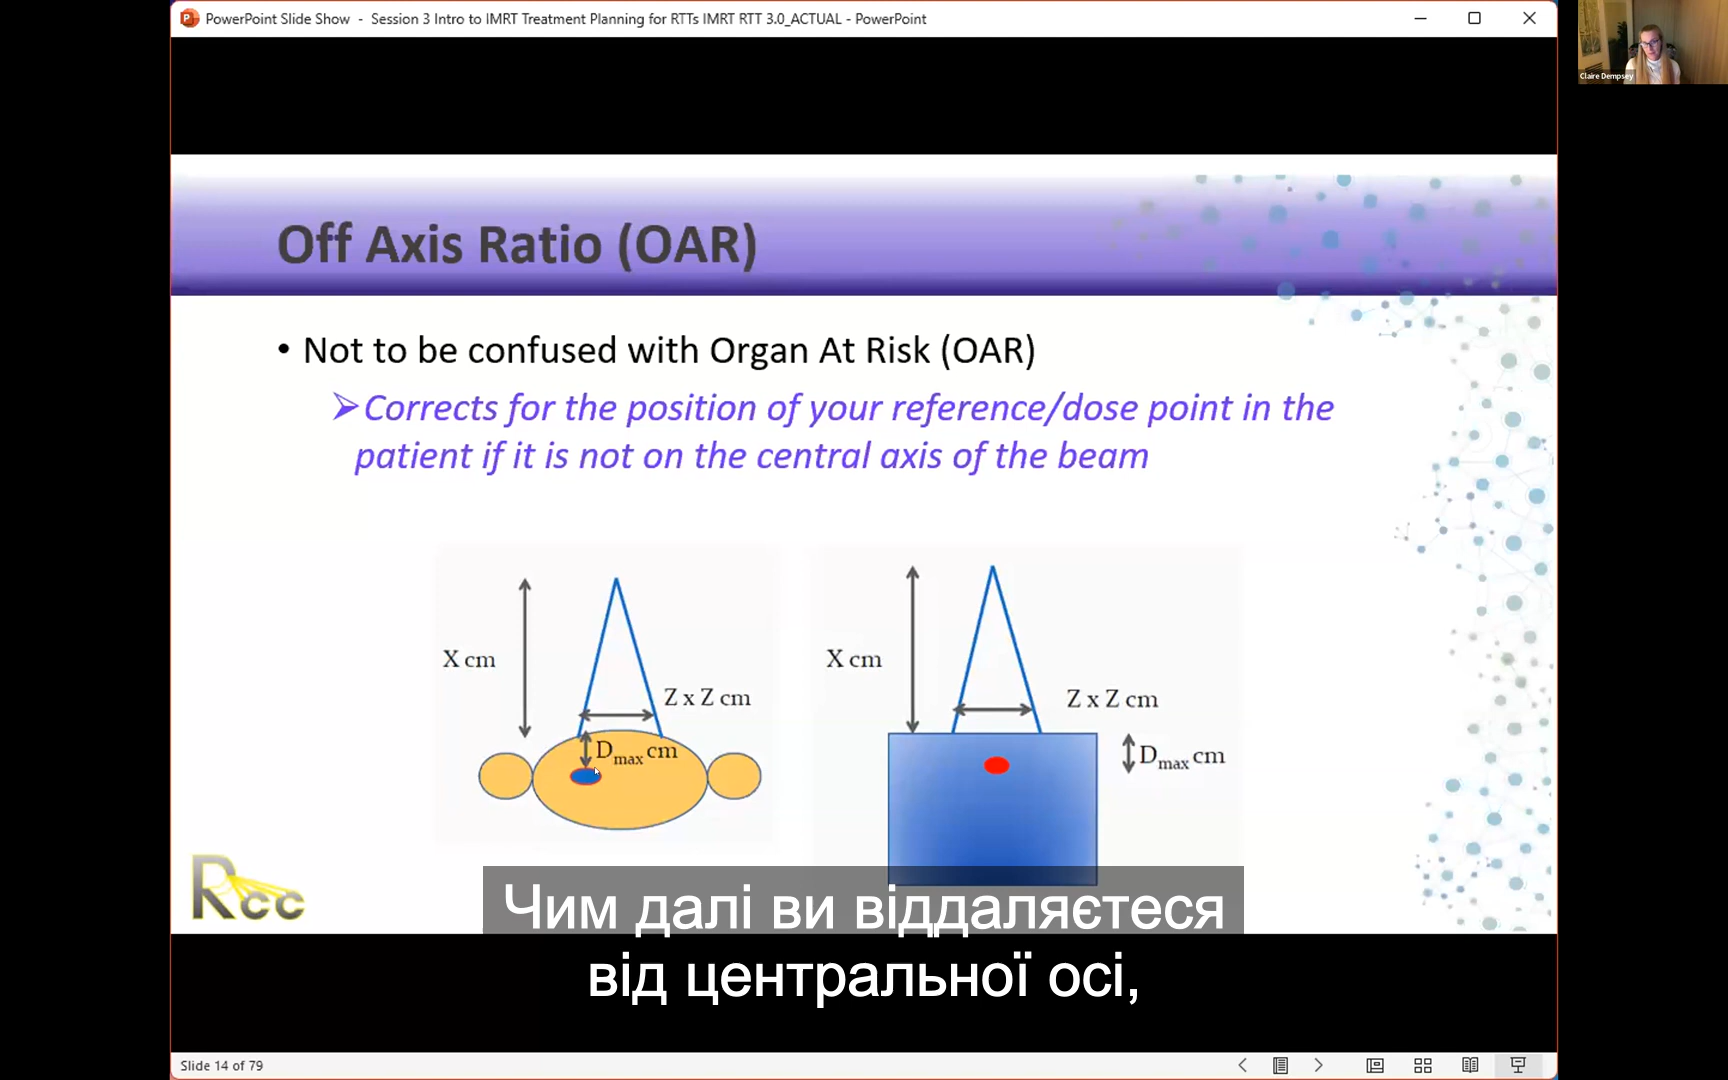 PowerPoint Slide Show - Session 3 Intro to IMRT Treatment Planning for RTTs IMRT RTT 3.0_ACTUAL - PowerPoint
Claire Dempsey
Off Axis Ratio (OAR)
• Not to be confused with Organ At Risk (OAR)
➢Corrects for the position of your reference/dose point in the
patient if it is not on the central axis of the beam
X cm
Z x Z cm
Dmax cm
X cm
Z x Z cm
Dmax cm
Rcc
Чим далі ви віддаляєтеся
від центральної осі,
Slide 14 of 79